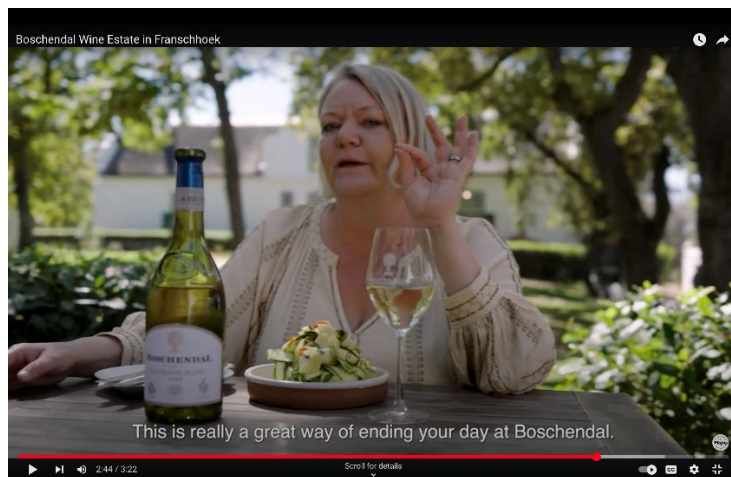 Boschendal Wine Estate in Franschhoek
BOSCHENDAL
This is really a great way of ending your day at Boschendal.
2:44 / 3:22
Scroll for details
CC